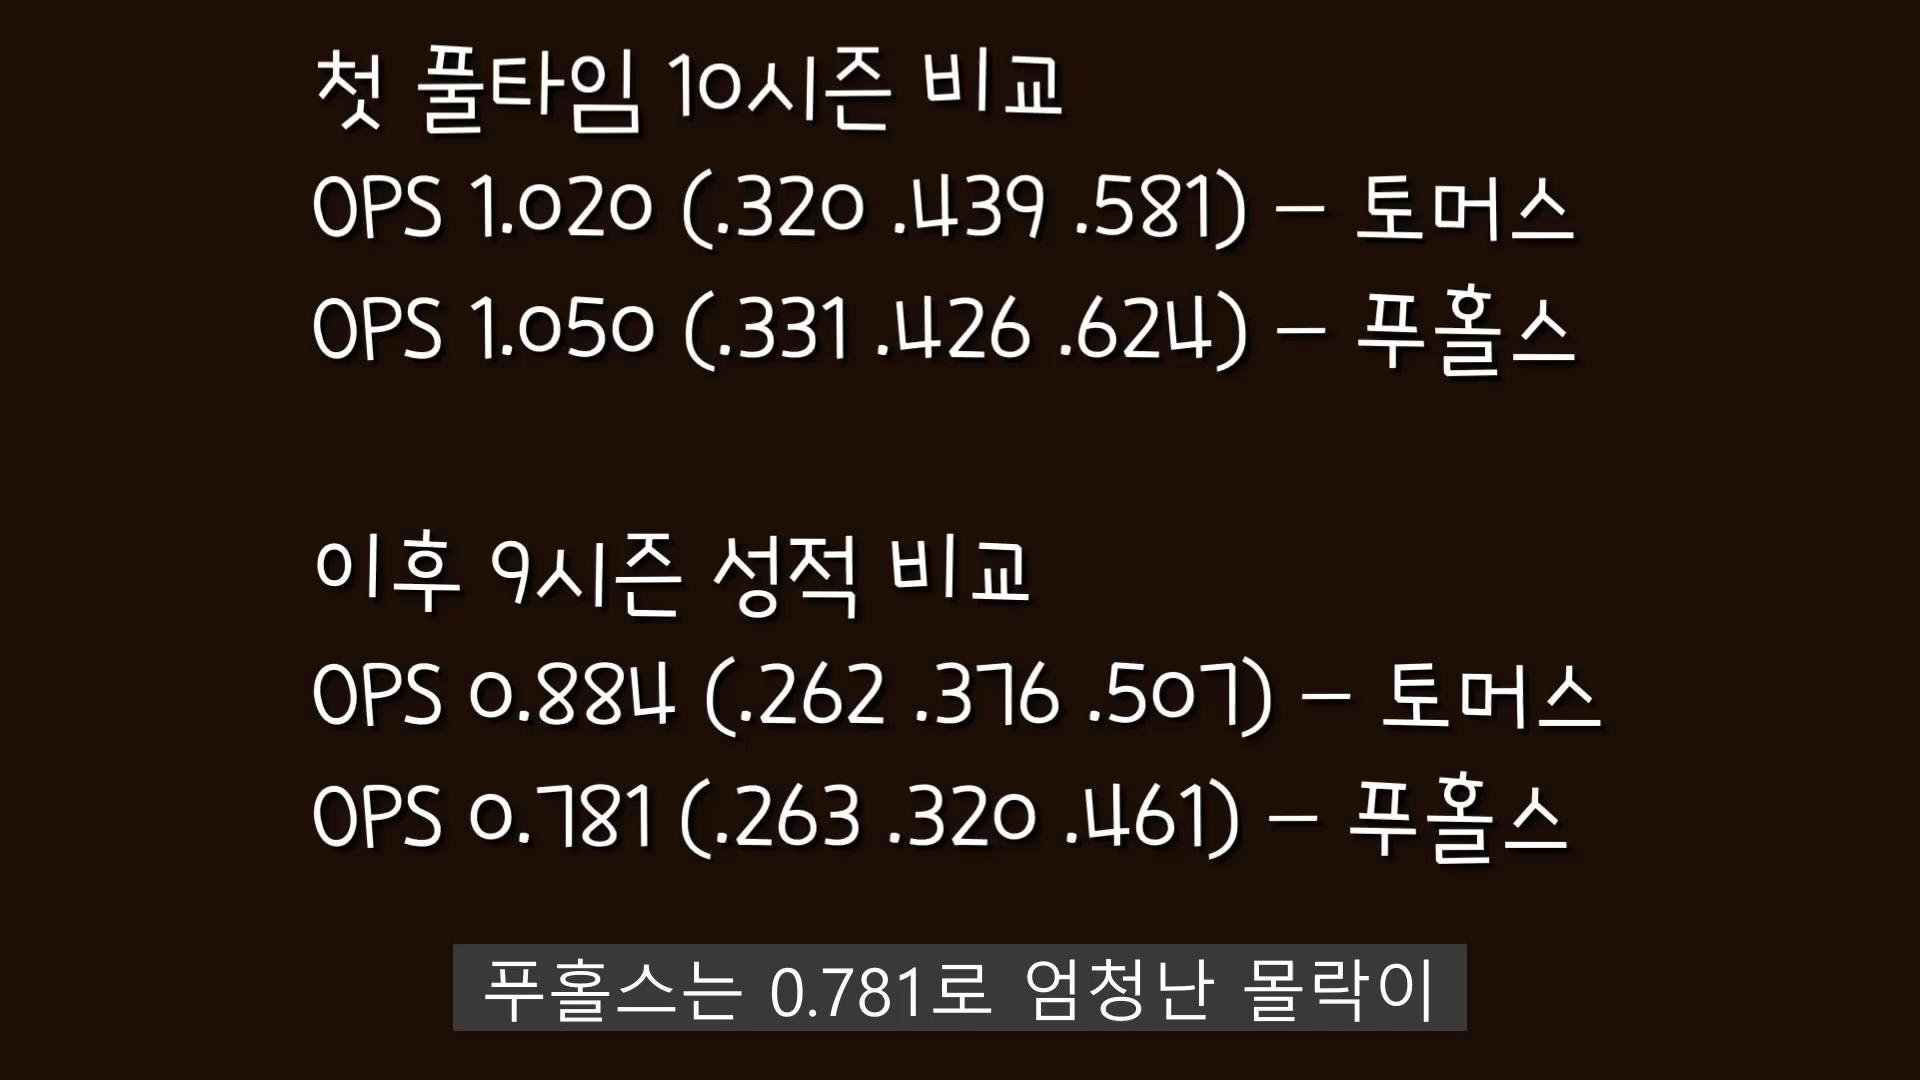 첫 풀타임 10시즌 비교
OPS 1.020 (.320 .439 .581) – 토머스
OPS 1.050 (.331 .426 .624) – 푸홀스
이후 9시즌 성적 비교
OPS 0.884 (.262 .376 .507) – 토머스
OPS 0.781 (.263 .320 .461) – 푸홀스
푸홀스는 0.781로 엄청난 몰락이